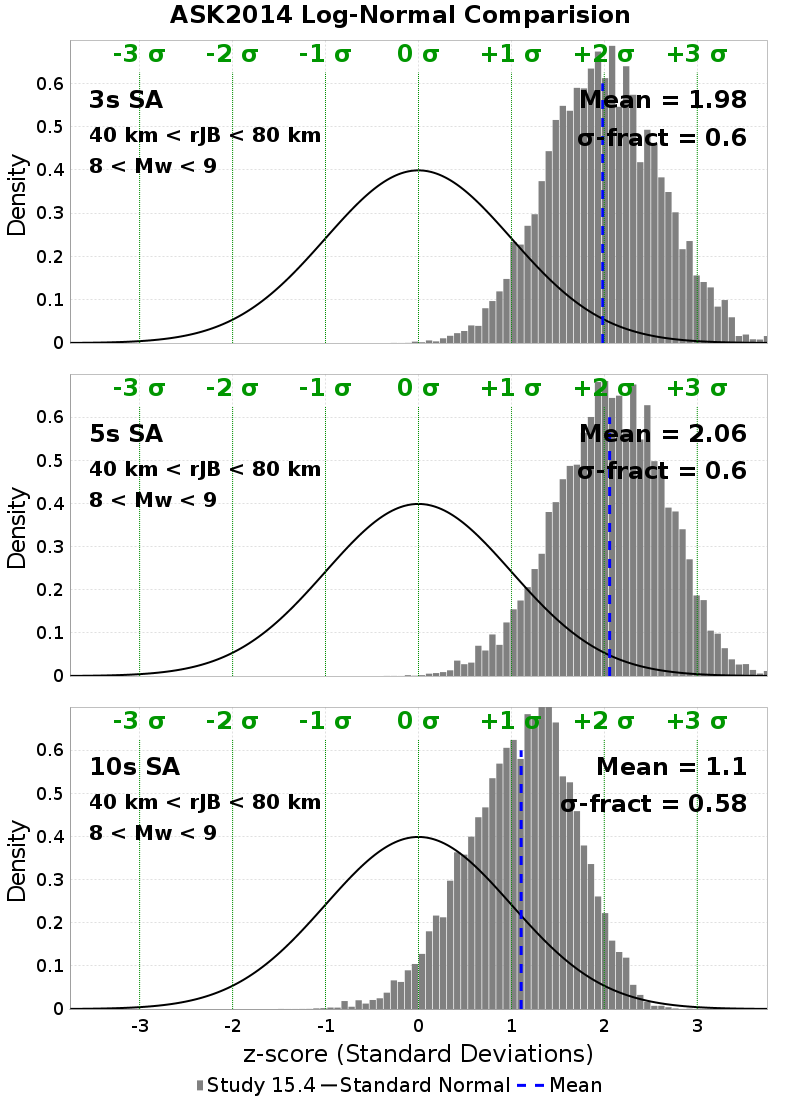 ASK2014 Log-Normal Comparision
-3 σ -2 σ -1 σ 0 σ +1 σ +2 σ +3 σ
3s SA
Mean = 1.98
40 km < rJB < 80 km
σ-fract = 0.6
8 < Mw < 9
0.6
0.5
0.4
0.3
0.2
0.1
0
Density
-3 σ -2 σ -1 σ 0 σ +1 σ +2 σ +3 σ
5s SA
Mean = 2.06
40 km < rJB < 80 km
σ-fract = 0.6
8 < Mw < 9
0.6
0.5
0.4
0.3
0.2
0.1
0
Density
-3 σ -2 σ -1 σ 0 σ +1 σ +2 σ +3 σ
10s SA
Mean = 1.1
40 km < rJB < 80 km
σ-fract = 0.58
8 < Mw < 9
0.6
0.5
0.4
0.3
0.2
0.1
0
Density
-3 -2 -1 0 1 2 3
z-score (Standard Deviations)
Study 15.4 Standard Normal Mean